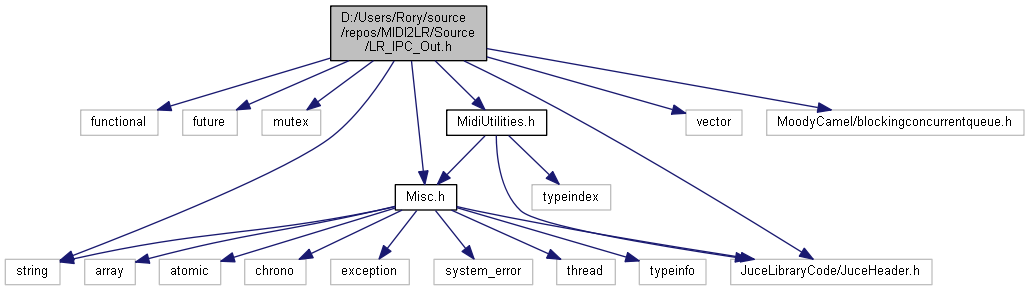 D:/Users/Rory/source
/repos/MIDI2LR/Source
/LR_IPC_Out.h
functional
future
mutex
MidiUtilities.h
vector
MoodyCamel/blockingconcurrentqueue.h
Misc.h
typeindex
string
array
atomic
chrono
exception
system_error
thread
typeinfo
JuceLibraryCode/JuceHeader.h